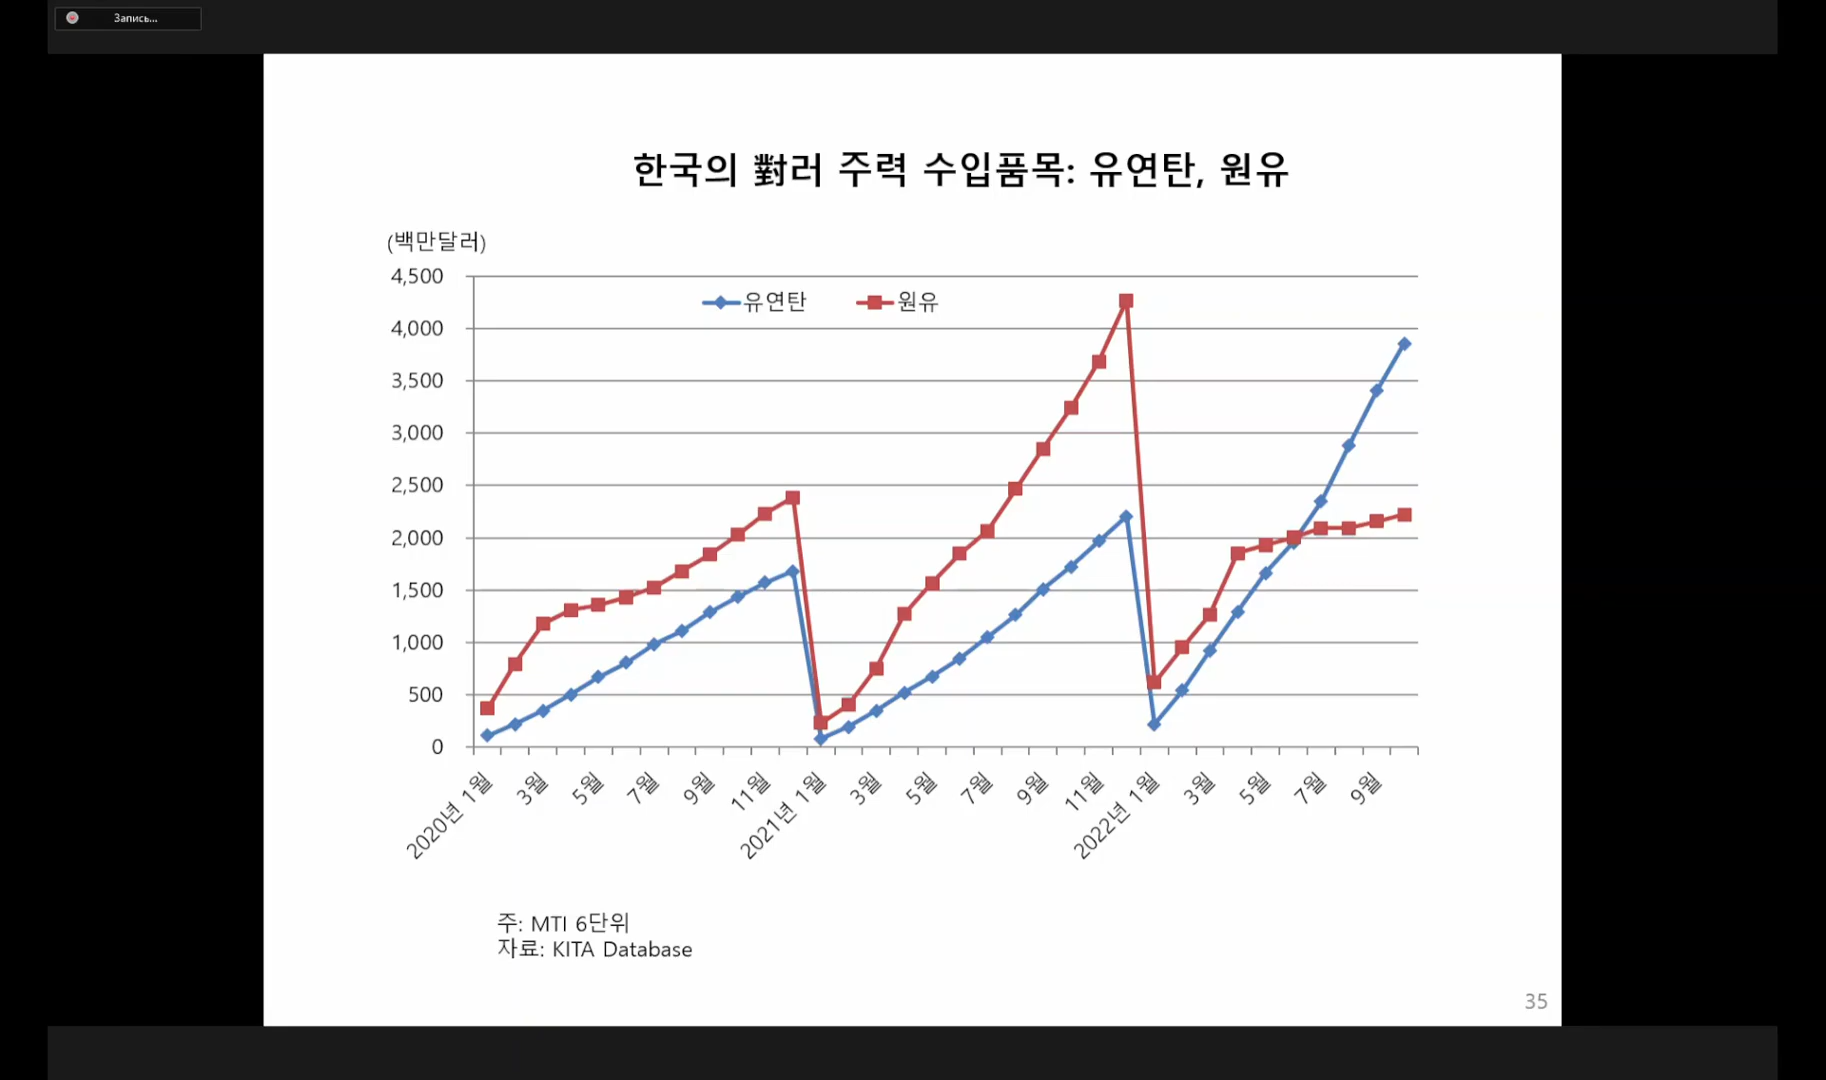 Запись...
한국의 對러 주력 수입품목: 유연탄, 원유
(백만달러)
유연탄 원유
4,500
4,000
3,500
3,000
2,500
2,000
1,500
1,000
500
0
2020년 1월 3월 5월 7월 9월 11월 2021년 1월 3월 5월 7월 9월 11월 2022년 1월 3월 5월 7월 9월
주: MTI 6단위
자료: KITA Database
35